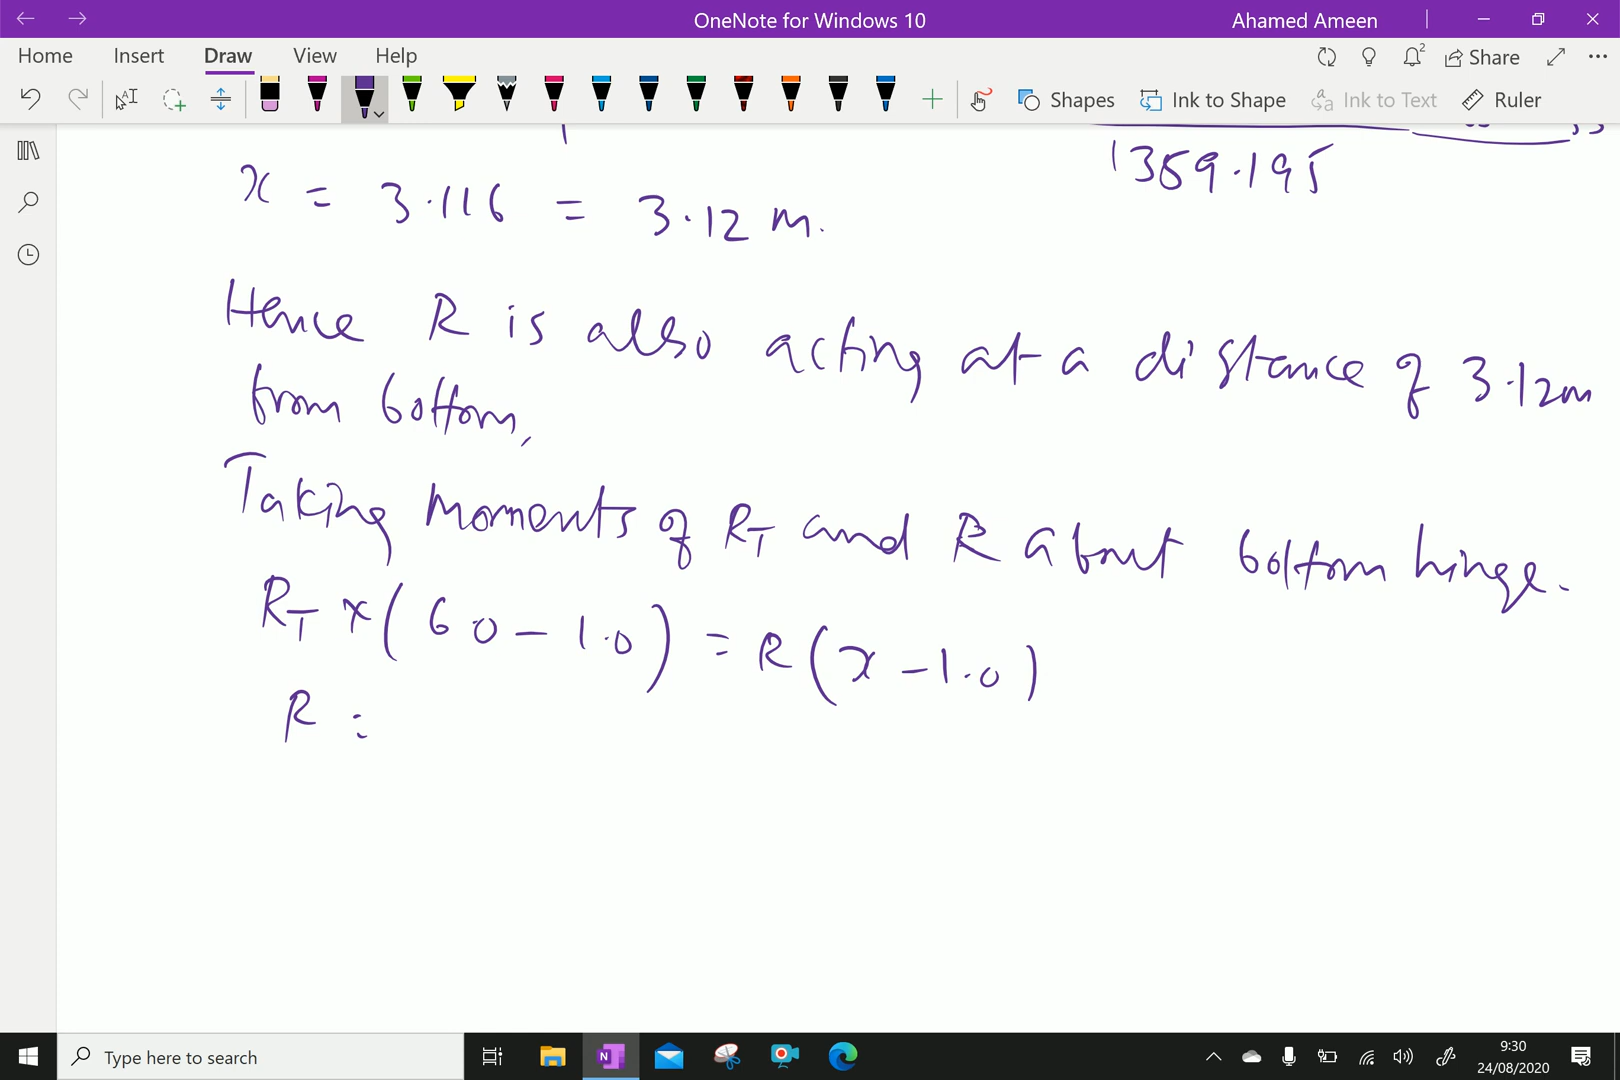 OneNote for Windows 10
Ahamed Ameen
Home Insert Draw View Help
2
Share
Shapes Ink to Shape Ink to Text Ruler
1359.195
x = 3.116 = 3.12 m.
Hence R is also acting at a distance of 3.12m
from bottom,
Taking moments of RT and R about bottom hinge.
RT × (6.0 – 1.0) = R (x – 1.0)
R =
Type here to search
9:30
24/08/2020